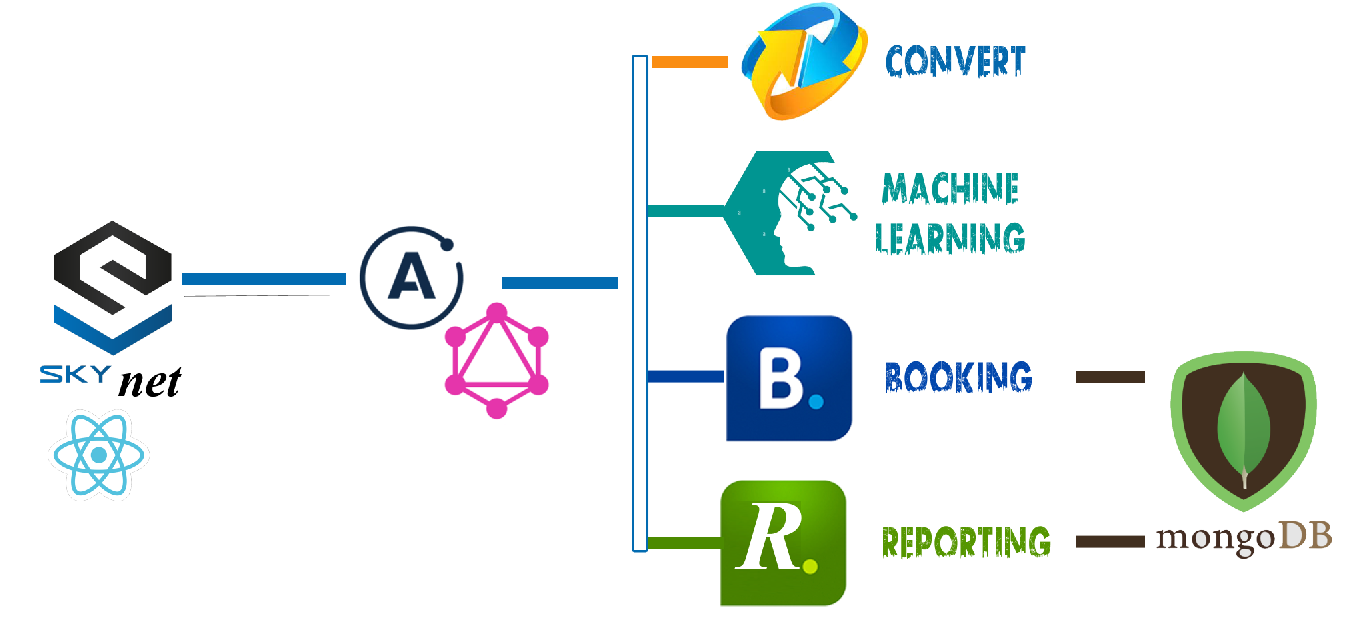 CONVERT
MACHINE
LEARNING
SKY net
A
B.
BOOKING
R.
REPORTING
mongoDB